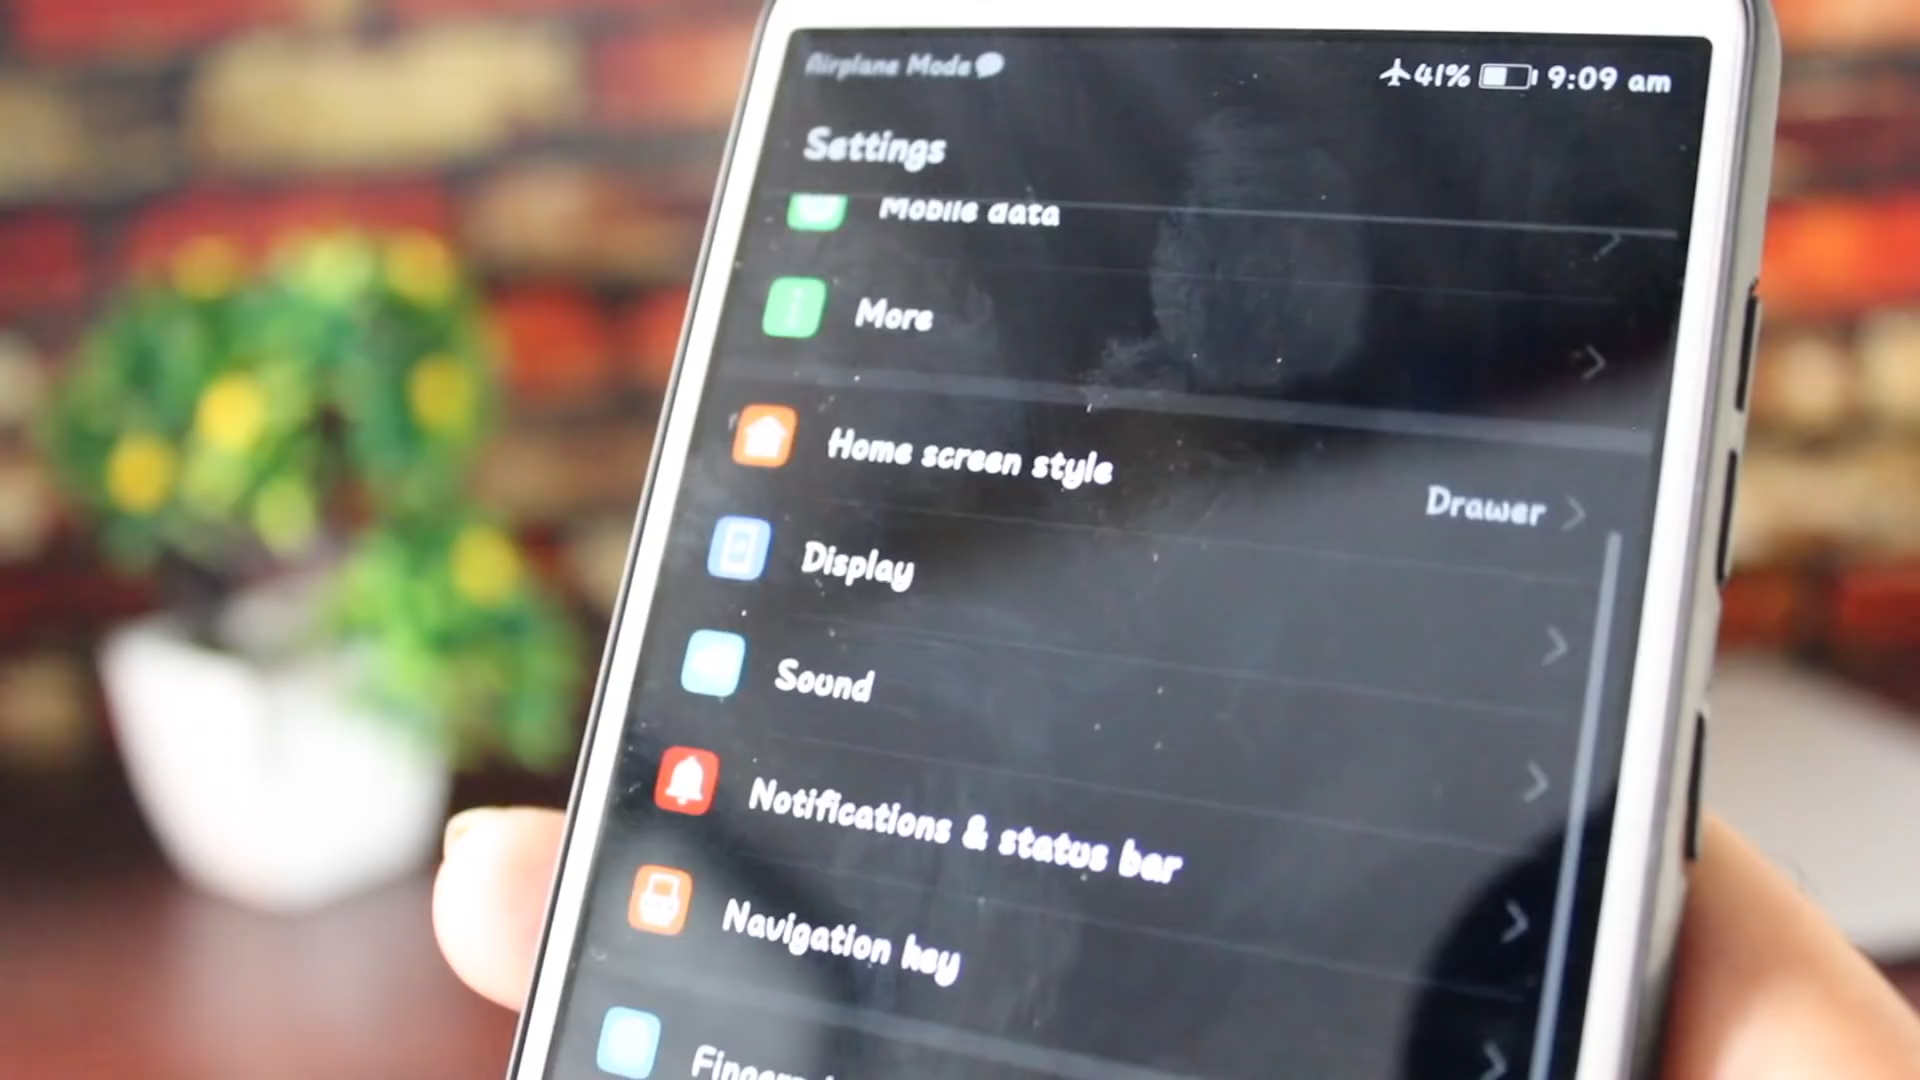 Airplane Mode 41% 9:09 am
Settings
Mobile data
More
Home screen style
Drawer
Display
Sound
Notifications & status bar
Navigation key